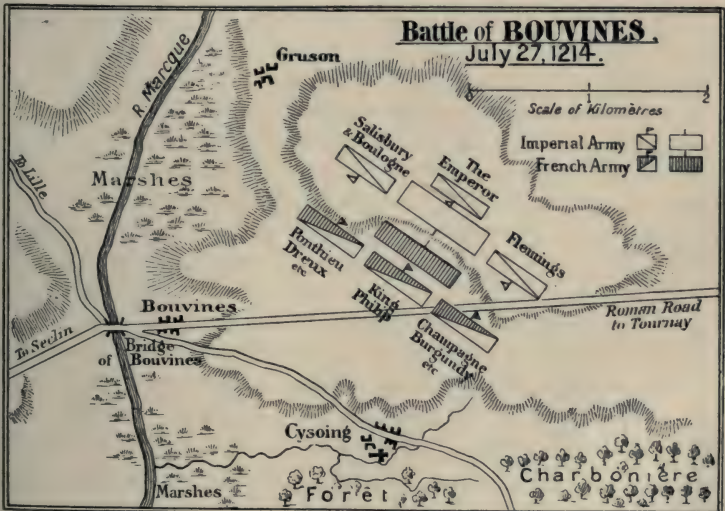 Battle of BOUVINES.
July 27, 1214.
0 1 2
Scale of Kilomètres
Imperial Army
French Army
Gruson
R. Marcque
To Lille
Marshes
Salisbury
& Boulogne
The
Emperor
Flemings
Ponthieu
Dreux
etc
King
Philip
Champagne
Burgundy
etc
Roman Road
to Tournay
Bouvines
Bridge
of Bouvines
To Seclin
Cysoing
Marshes
Forêt
Charbonière